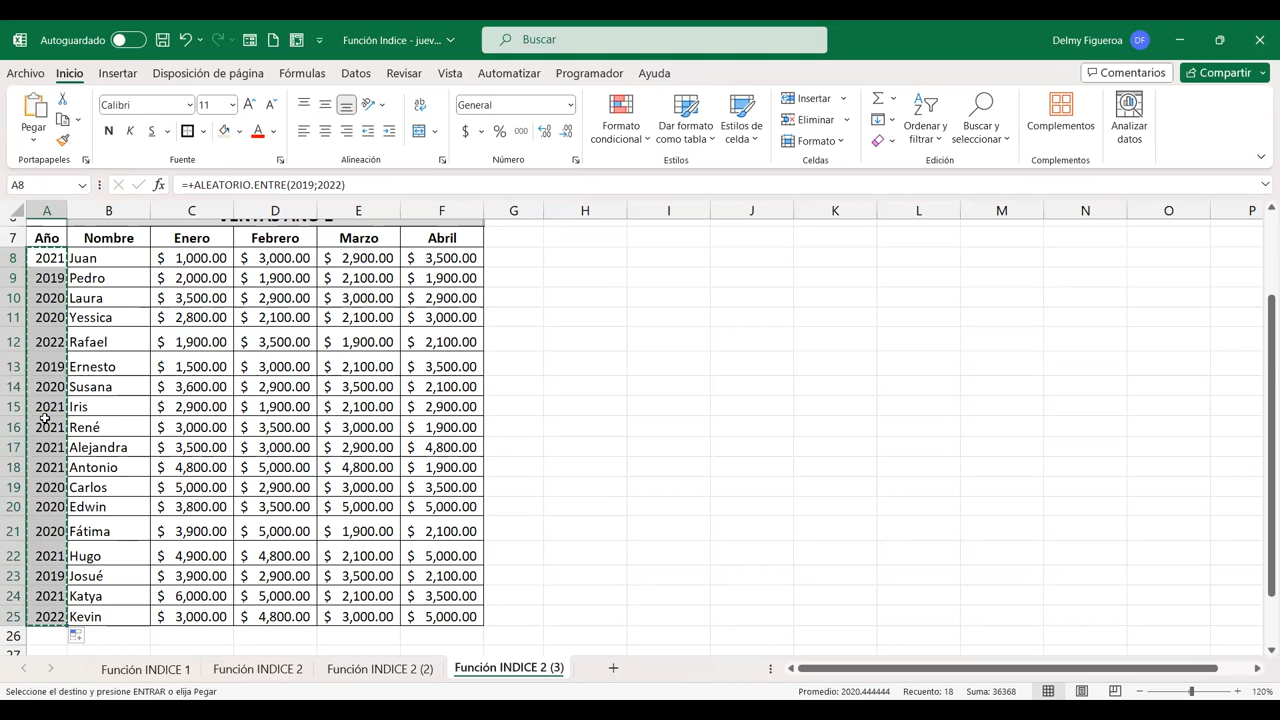 Autoguardado
Función Indice - juev...
Buscar
Delmy Figueroa DF
Archivo Inicio Insertar Disposición de página Fórmulas Datos Revisar Vista Automatizar Programador Ayuda
Comentarios Compartir
Pegar
Portapapeles
Calibri 11
N K S
Fuente
Alineación
General
$ % 000
Número
Formato condicional
Dar formato como tabla
Estilos de celda
Estilos
Insertar
Eliminar
Formato
Celdas
Ordenar y filtrar
Buscar y seleccionar
Edición
Complementos
Complementos
Analizar datos
A8 fx =+ALEATORIO.ENTRE(2019;2022)
A B C D E F G H I J K L M N O P
7 Año Nombre Enero Febrero Marzo Abril
8 2021 Juan $ 1,000.00 $ 3,000.00 $ 2,900.00 $ 3,500.00
9 2019 Pedro $ 2,000.00 $ 1,900.00 $ 2,100.00 $ 1,900.00
10 2020 Laura $ 3,500.00 $ 2,900.00 $ 3,000.00 $ 2,900.00
11 2020 Yessica $ 2,800.00 $ 2,100.00 $ 2,100.00 $ 3,000.00
12 2022 Rafael $ 1,900.00 $ 3,500.00 $ 1,900.00 $ 2,100.00
13 2019 Ernesto $ 1,500.00 $ 3,000.00 $ 2,100.00 $ 3,500.00
14 2020 Susana $ 3,600.00 $ 2,900.00 $ 3,500.00 $ 2,100.00
15 2021 Iris $ 2,900.00 $ 1,900.00 $ 2,100.00 $ 2,900.00
16 2021 René $ 3,000.00 $ 3,500.00 $ 3,000.00 $ 1,900.00
17 2021 Alejandra $ 3,500.00 $ 3,000.00 $ 2,900.00 $ 4,800.00
18 2021 Antonio $ 4,800.00 $ 5,000.00 $ 4,800.00 $ 1,900.00
19 2020 Carlos $ 5,000.00 $ 2,900.00 $ 3,000.00 $ 3,500.00
20 2020 Edwin $ 3,800.00 $ 3,500.00 $ 5,000.00 $ 5,000.00
21 2020 Fátima $ 3,900.00 $ 5,000.00 $ 1,900.00 $ 2,100.00
22 2021 Hugo $ 4,900.00 $ 4,800.00 $ 2,100.00 $ 5,000.00
23 2019 Josué $ 3,900.00 $ 2,900.00 $ 3,500.00 $ 2,100.00
24 2021 Katya $ 6,000.00 $ 5,000.00 $ 2,100.00 $ 3,500.00
25 2022 Kevin $ 3,000.00 $ 4,800.00 $ 3,000.00 $ 5,000.00
26
Función INDICE 1 Función INDICE 2 Función INDICE 2 (2) Función INDICE 2 (3)
Seleccione el destino y presione ENTRAR o elija Pegar Promedio: 2020.444444 Recuento: 18 Suma: 36368 120%